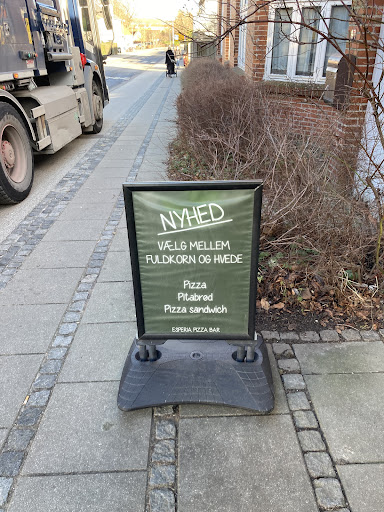 NYHED
VÆLG MELLEM
FULDKORN OG HVEDE
Pizza
Pitabrød
Pizza sandwich
ESPERIA PIZZA BAR